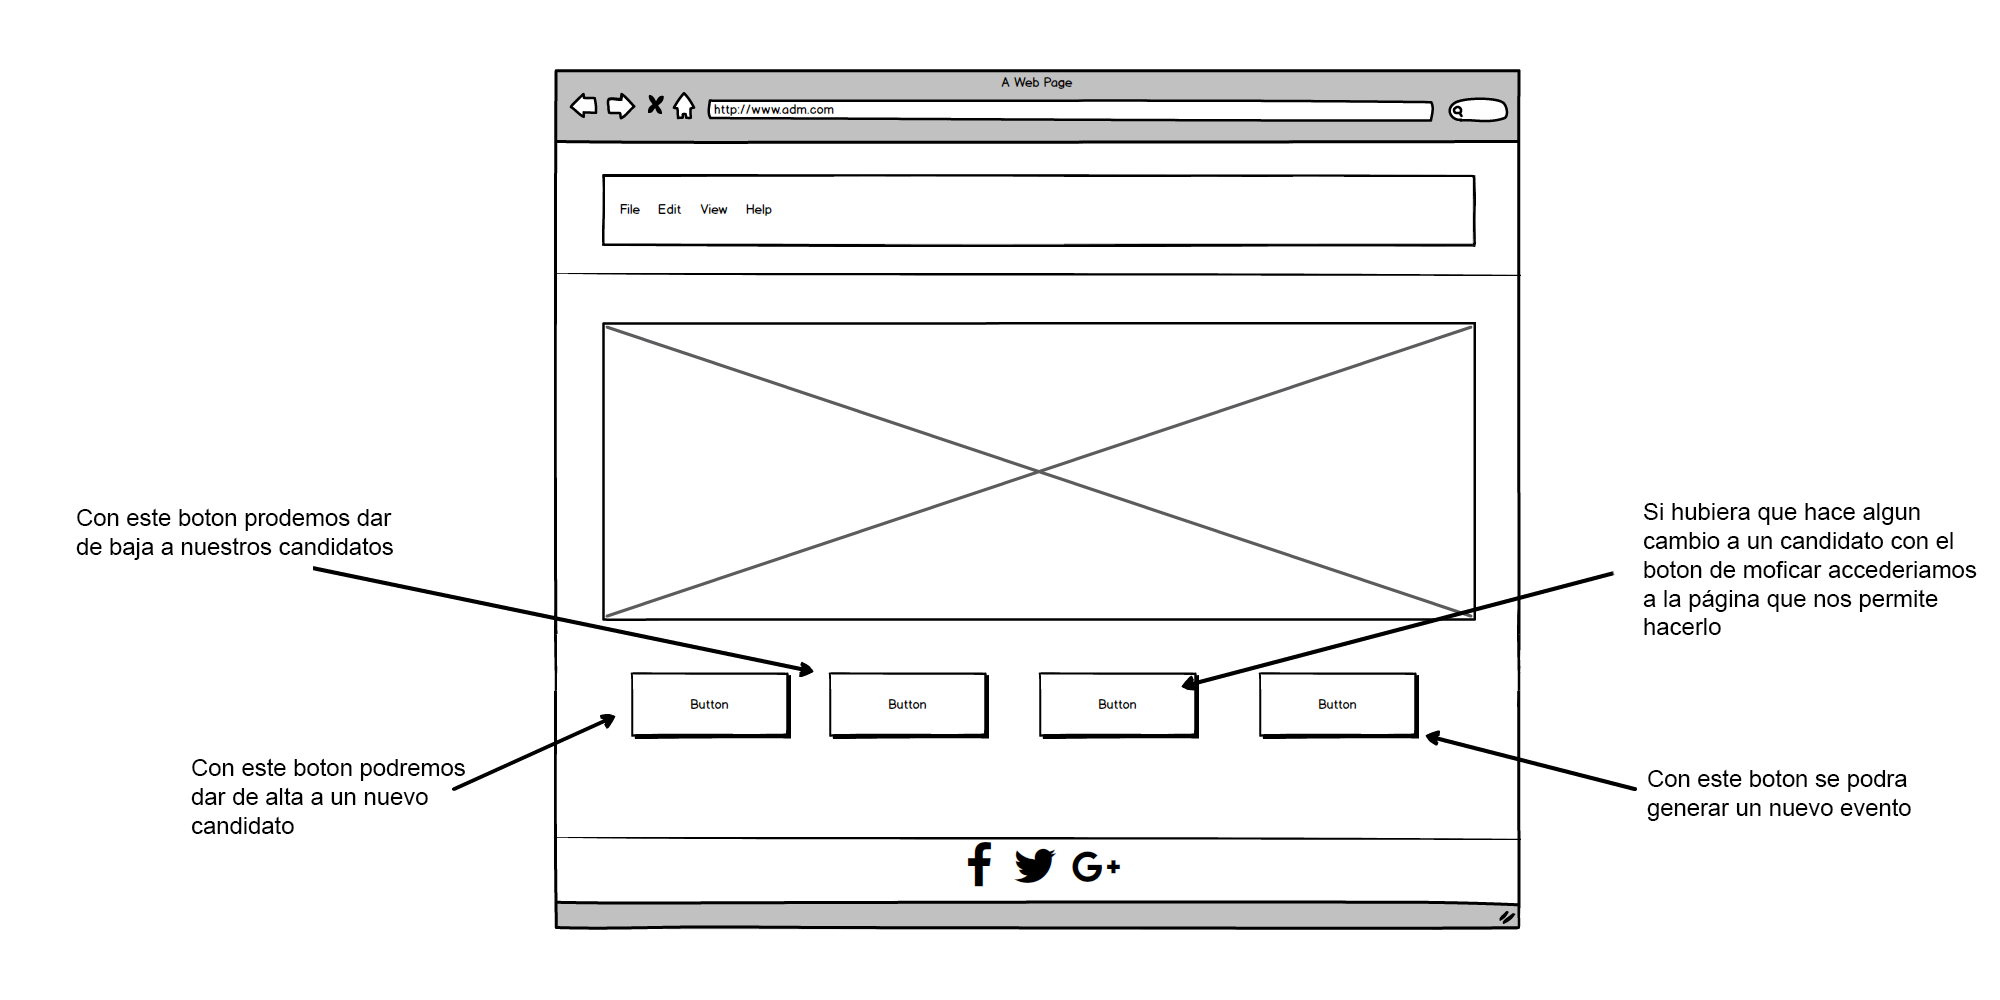 A Web Page
http://www.adm.com
File Edit View Help
Con este boton prodemos dar
de baja a nuestros candidatos
Si hubiera que hace algun
cambio a un candidato con el
boton de moficar accederiamos
a la página que nos permite
hacerlo
Button Button Button Button
Con este boton podremos
dar de alta a un nuevo
candidato
Con este boton se podra
generar un nuevo evento
G+